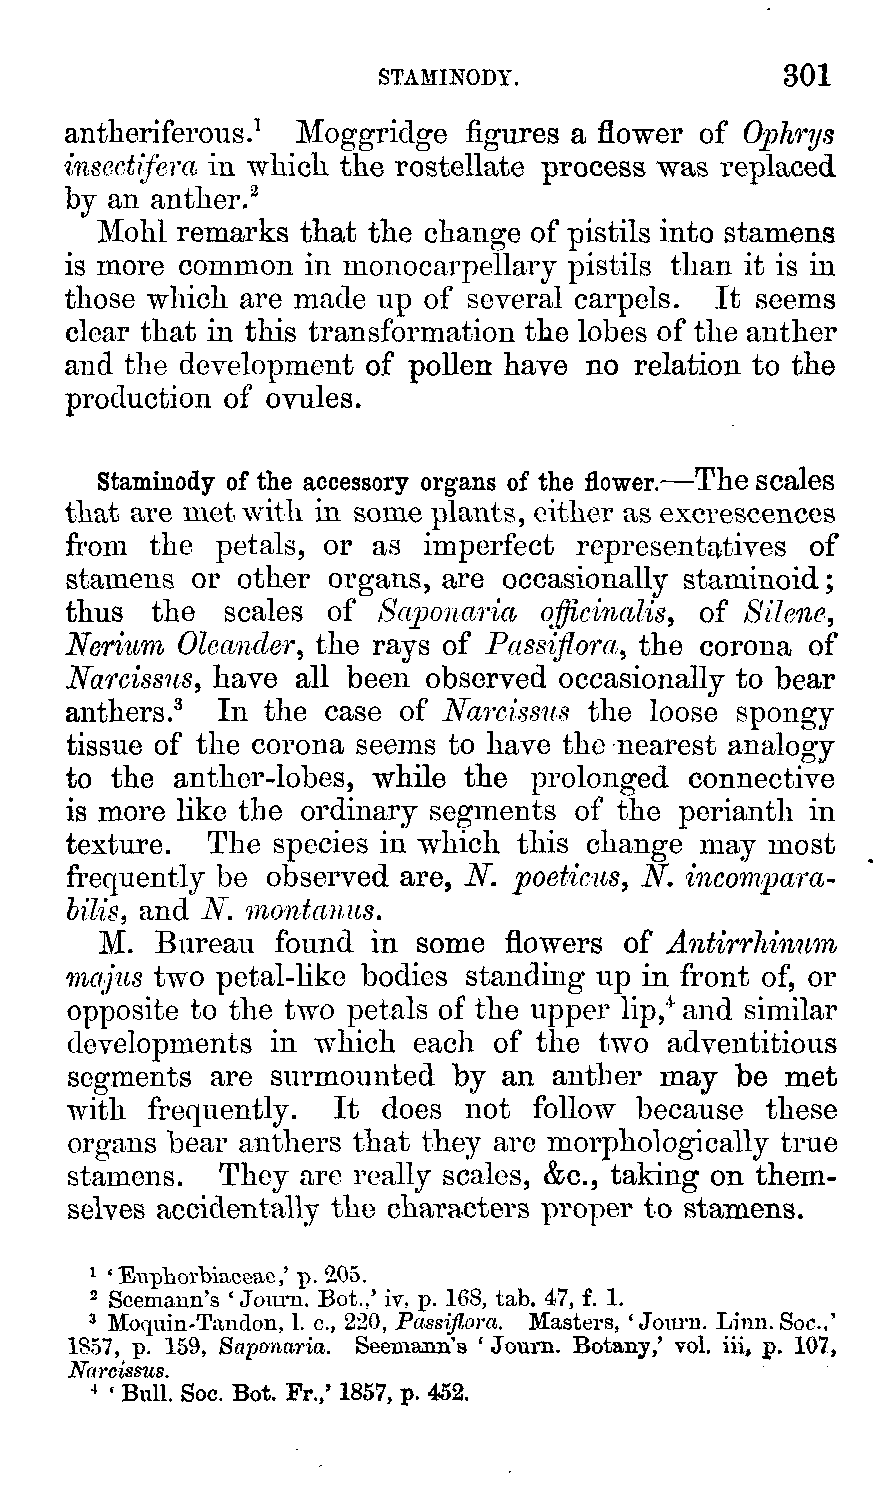 STAMINODY. 301
antheriferous.¹ Moggridge figures a flower of Ophrys
insectifera in which the rostellate process was replaced
by an anther.²
Mohl remarks that the change of pistils into stamens
is more common in monocarpellary pistils than it is in
those which are made up of several carpels. It seems
clear that in this transformation the lobes of the anther
and the development of pollen have no relation to the
production of ovules.
Staminody of the accessory organs of the flower.—The scales
that are met with in some plants, either as excrescences
from the petals, or as imperfect representatives of
stamens or other organs, are occasionally staminoid;
thus the scales of Saponaria officinalis, of Silene,
Nerium Oleander, the rays of Passiflora, the corona of
Narcissus, have all been observed occasionally to bear
anthers.³ In the case of Narcissus the loose spongy
tissue of the corona seems to have the nearest analogy
to the anther-lobes, while the prolonged connective
is more like the ordinary segments of the perianth in
texture. The species in which this change may most
frequently be observed are, N. poeticus, N. incompara-
bilis, and N. montanus.
M. Bureau found in some flowers of Antirrhinum
majus two petal-like bodies standing up in front of, or
opposite to the two petals of the upper lip,⁴ and similar
developments in which each of the two adventitious
segments are surmounted by an anther may be met
with frequently. It does not follow because these
organs bear anthers that they are morphologically true
stamens. They are really scales, &c., taking on them-
selves accidentally the characters proper to stamens.
¹ ‘Euphorbiaceae,’ p. 205.
² Seemann's ‘Journ. Bot.,’ iv, p. 168, tab. 47, f. 1.
³ Moquin-Tandon, l. c., 220, Passiflora. Masters, ‘Journ. Linn. Soc.,’
1857, p. 159, Saponaria. Seemann's ‘Journ. Botany,’ vol. iii, p. 107,
Narcissus.
⁴ ‘Bull. Soc. Bot. Fr.,’ 1857, p. 452.